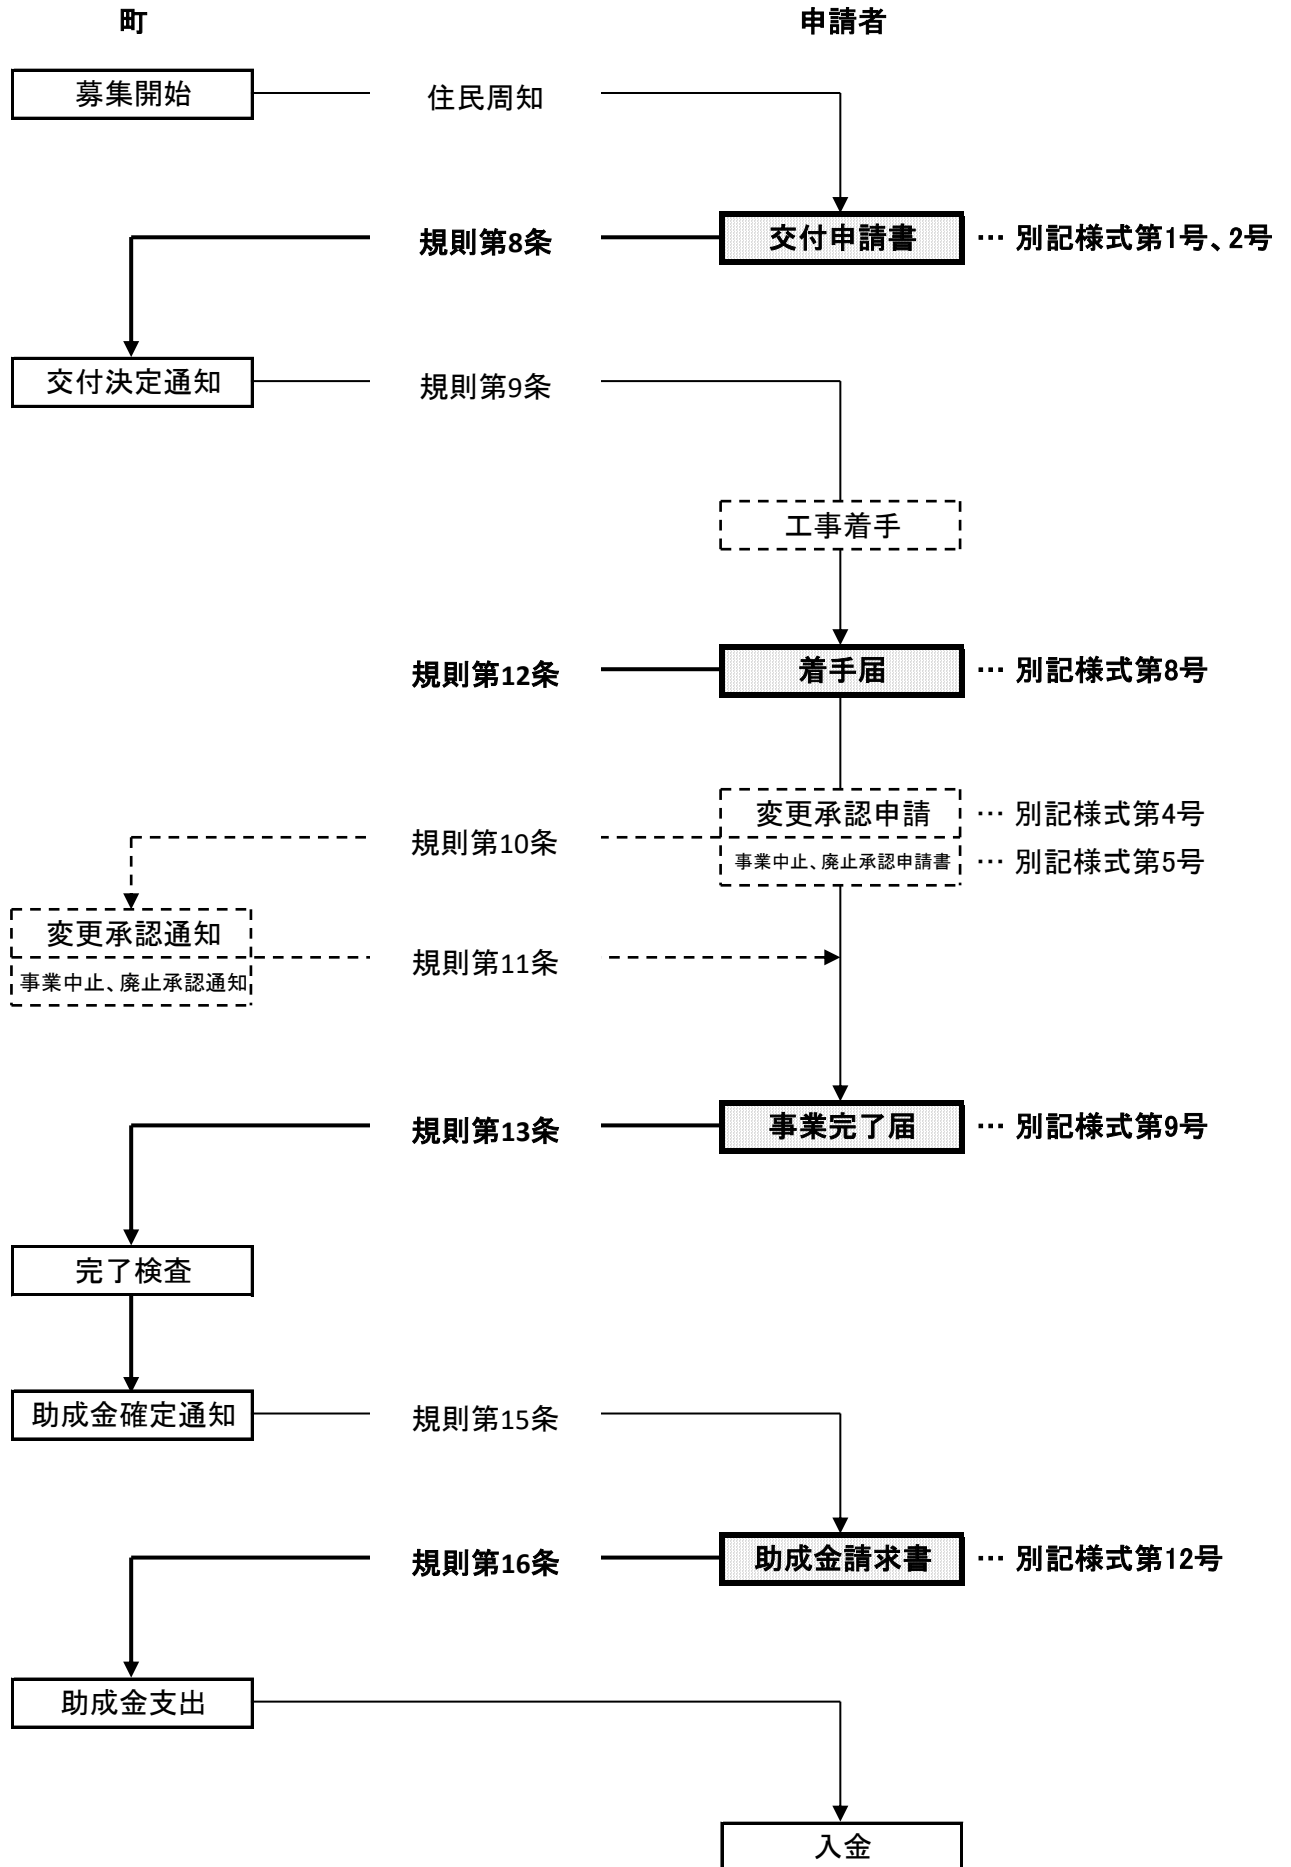 町 申請者
募集開始 住民周知
規則第8条 交付申請書 … 別記様式第1号、2号
交付決定通知 規則第9条
工事着手
規則第12条 着手届 … 別記様式第8号
変更承認申請 … 別記様式第4号
規則第10条
事業中止、廃止承認申請書 … 別記様式第5号
変更承認通知
規則第11条
事業中止、廃止承認通知
規則第13条 事業完了届 … 別記様式第9号
完了検査
助成金確定通知 規則第15条
規則第16条 助成金請求書 … 別記様式第12号
助成金支出
入金